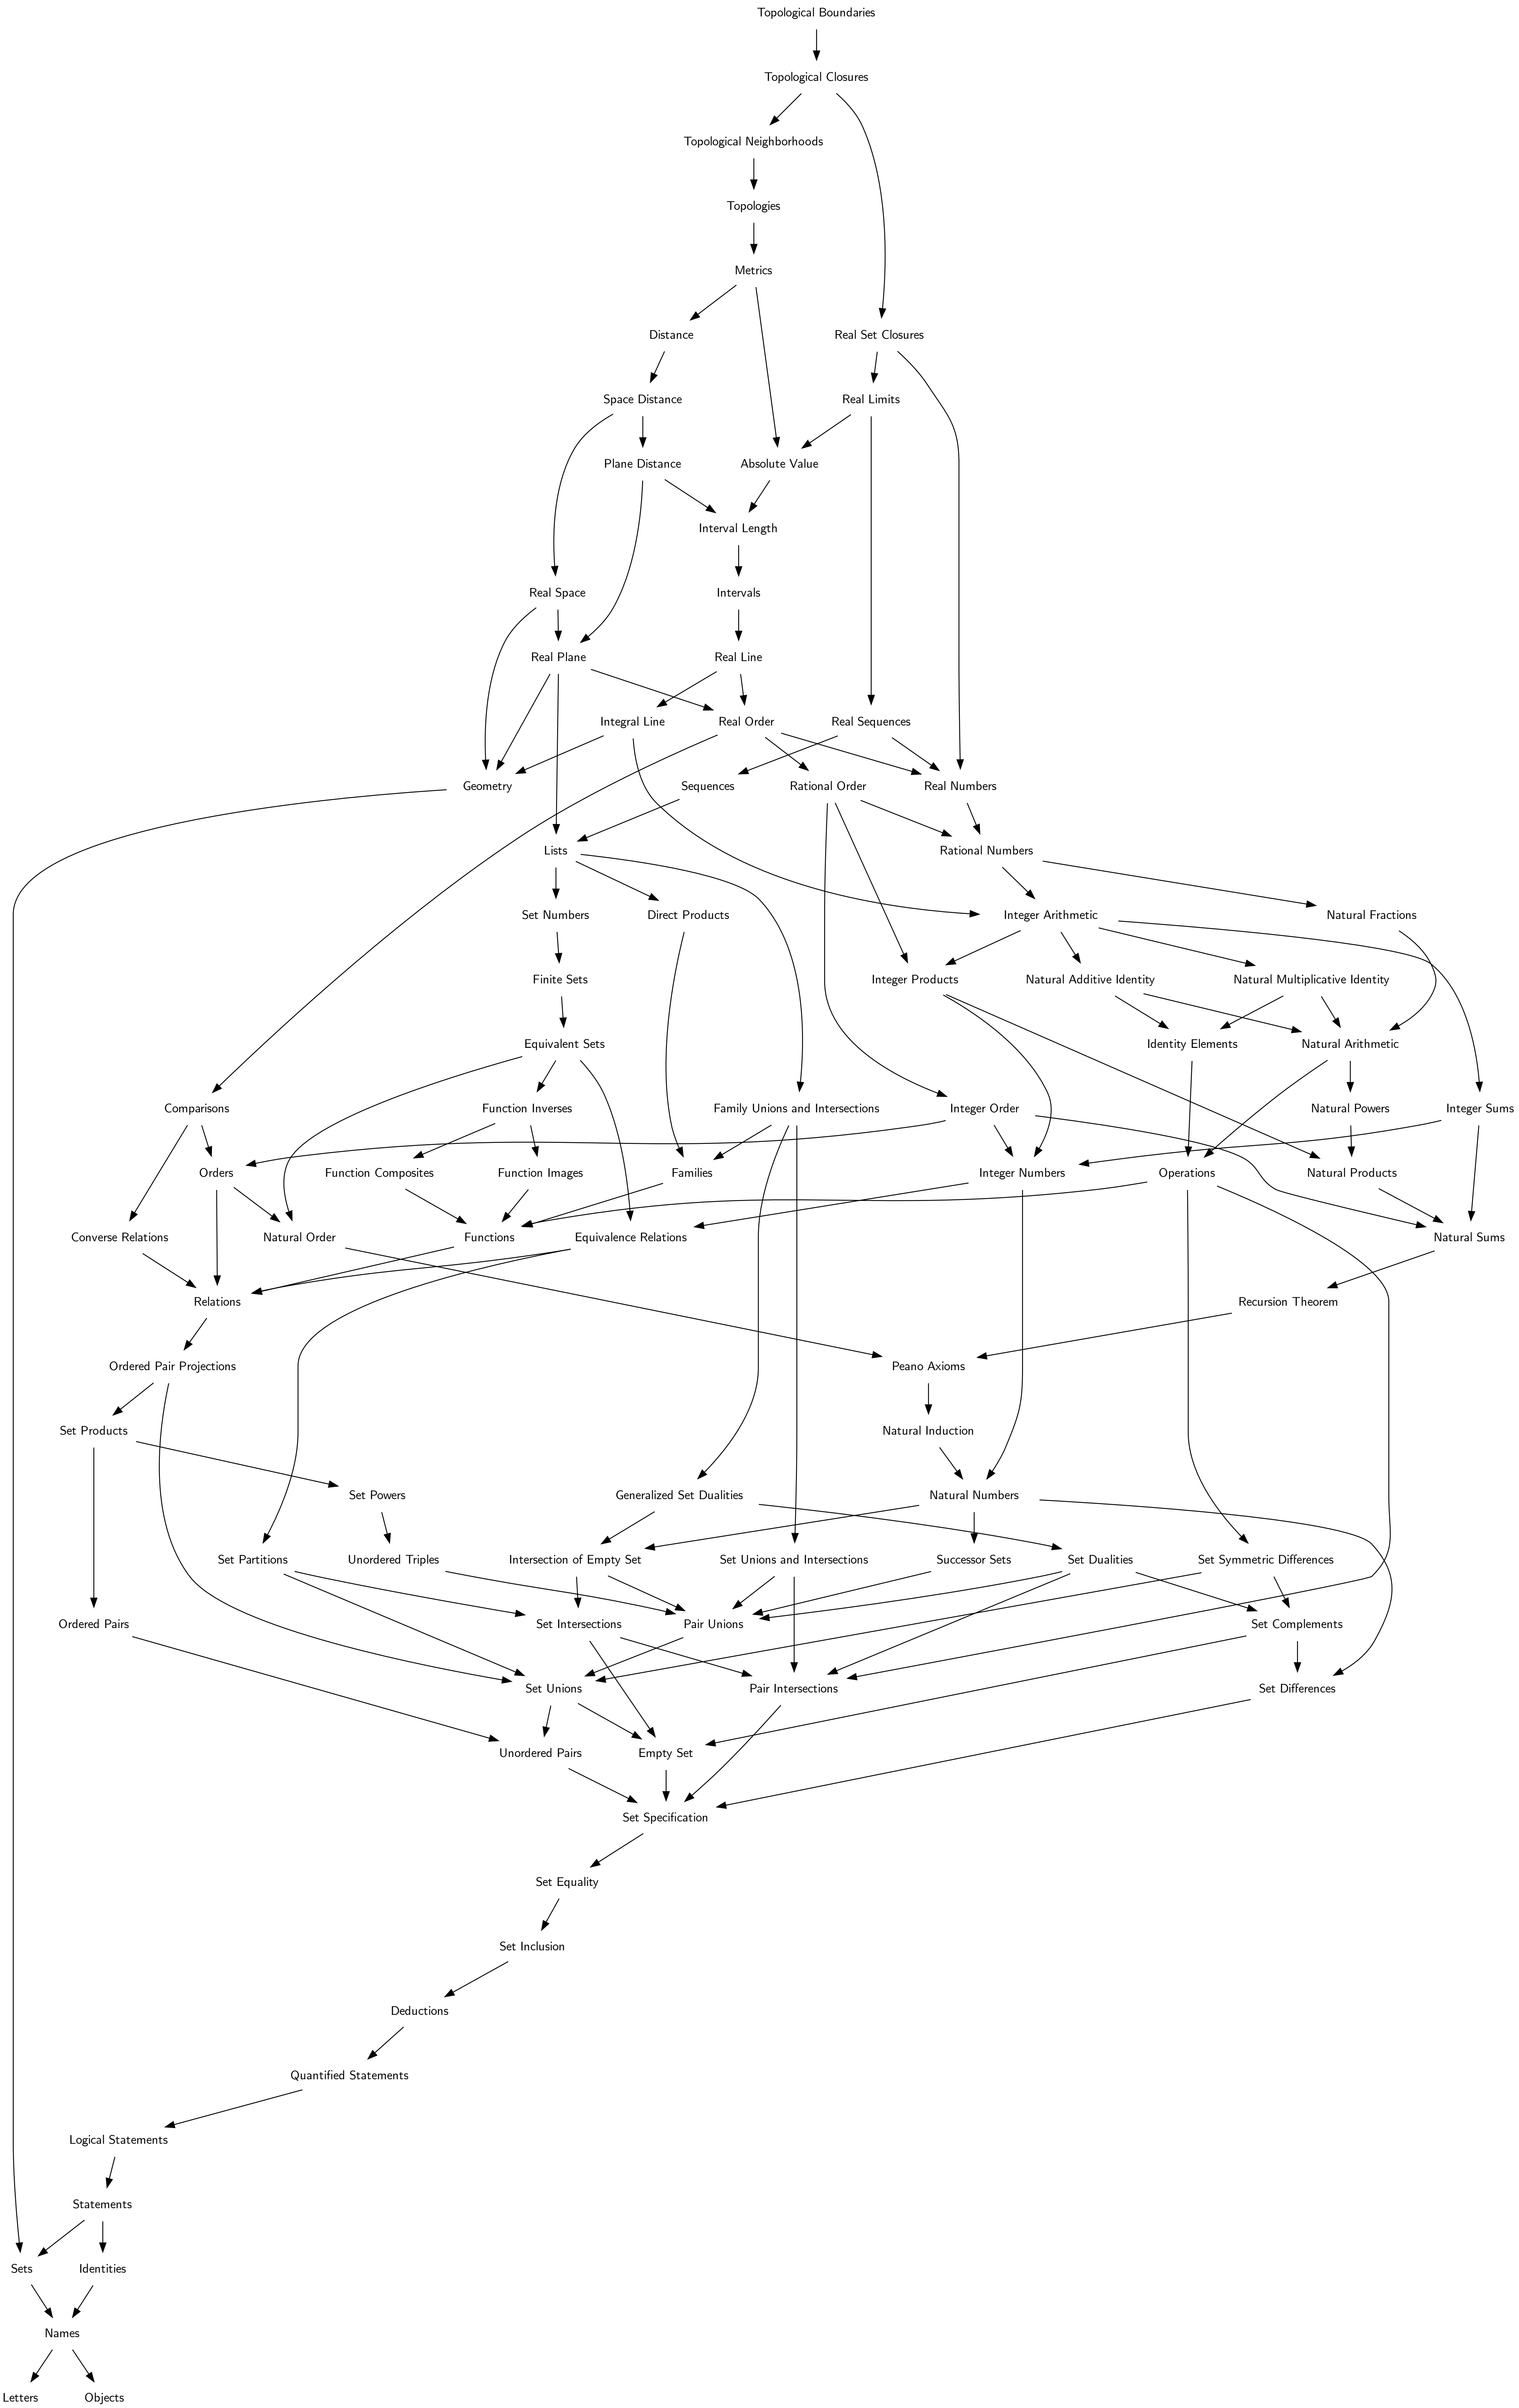 Topological Boundaries
Topological Closures
Topological Neighborhoods
Topologies
Metrics
Distance
Real Set Closures
Space Distance
Real Limits
Plane Distance
Absolute Value
Interval Length
Real Space
Intervals
Real Plane
Real Line
Integral Line
Real Order
Real Sequences
Geometry
Sequences
Rational Order
Real Numbers
Lists
Rational Numbers
Set Numbers
Direct Products
Integer Arithmetic
Natural Fractions
Finite Sets
Integer Products
Natural Additive Identity
Natural Multiplicative Identity
Equivalent Sets
Identity Elements
Natural Arithmetic
Comparisons
Function Inverses
Family Unions and Intersections
Integer Order
Natural Powers
Integer Sums
Orders
Function Composites
Function Images
Families
Integer Numbers
Operations
Natural Products
Converse Relations
Natural Order
Functions
Equivalence Relations
Natural Sums
Relations
Recursion Theorem
Ordered Pair Projections
Peano Axioms
Set Products
Natural Induction
Set Powers
Generalized Set Dualities
Natural Numbers
Set Partitions
Unordered Triples
Intersection of Empty Set
Set Unions and Intersections
Successor Sets
Set Dualities
Set Symmetric Differences
Ordered Pairs
Set Intersections
Pair Unions
Set Complements
Set Unions
Pair Intersections
Set Differences
Unordered Pairs
Empty Set
Set Specification
Set Equality
Set Inclusion
Deductions
Quantified Statements
Logical Statements
Statements
Sets
Identities
Names
Letters
Objects